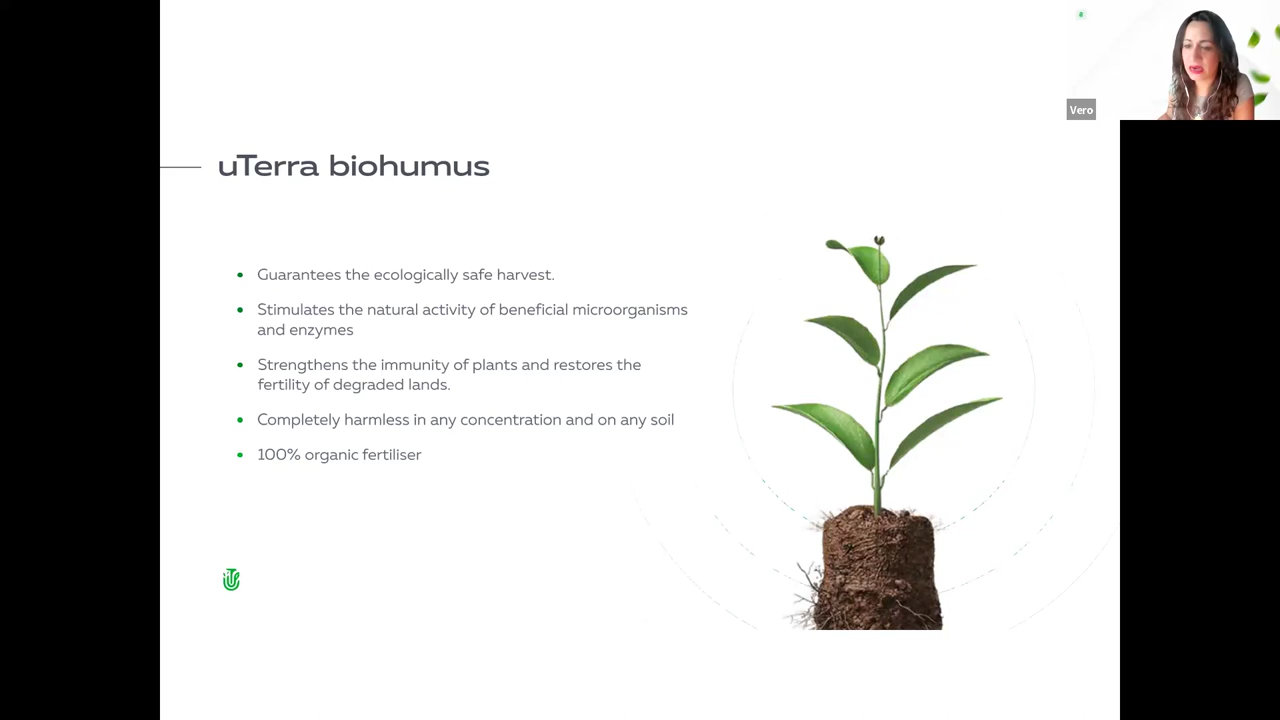 Vero
uTerra biohumus
Guarantees the ecologically safe harvest.
Stimulates the natural activity of beneficial microorganisms
and enzymes
Strengthens the immunity of plants and restores the
fertility of degraded lands.
Completely harmless in any concentration and on any soil
100% organic fertiliser